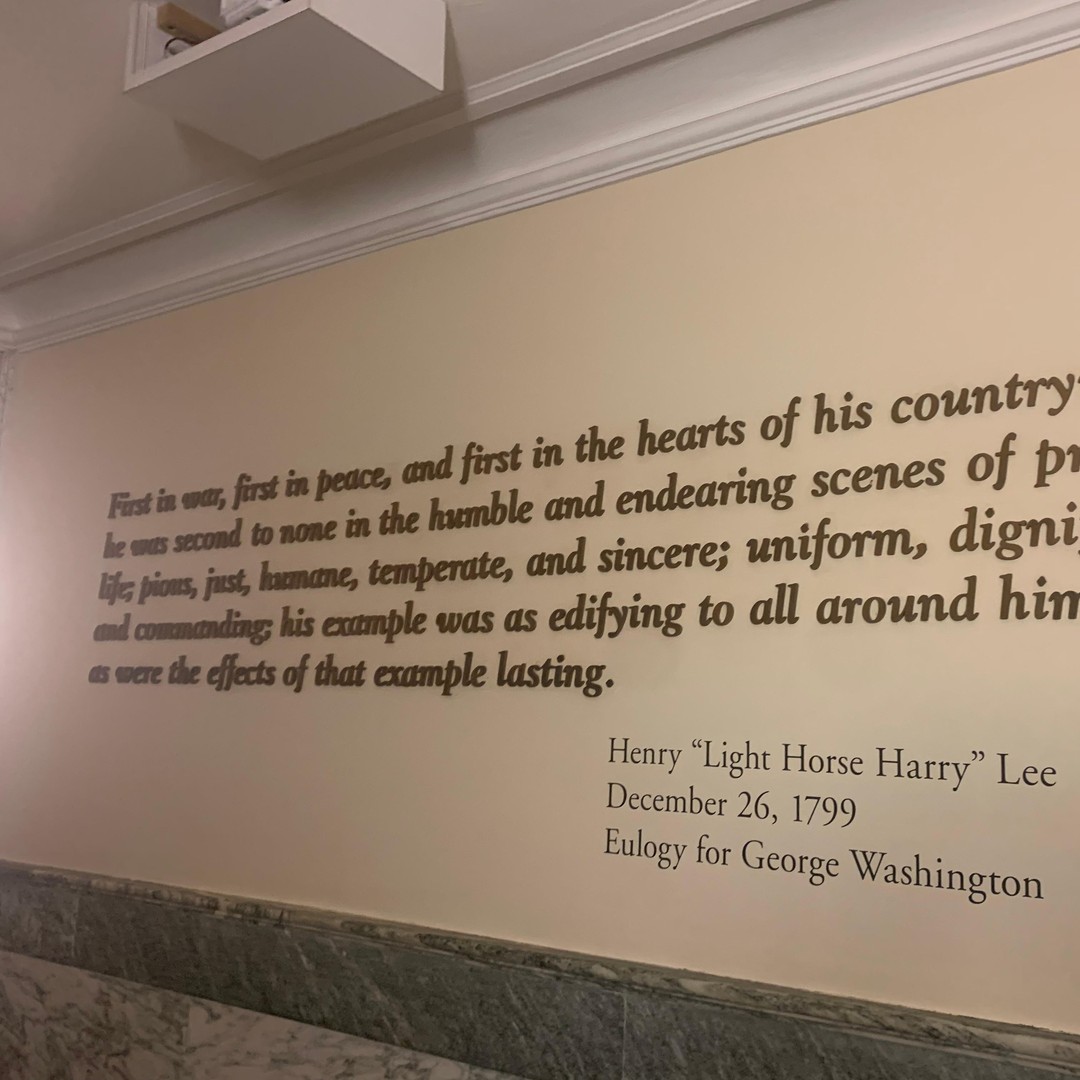 First in war, first in peace, and first in the hearts of his country
he was second to none in the humble and endearing scenes of
life; pious, just, humane, temperate, and sincere; uniform,
and commanding; his example was as edifying to all around him
as were the effects of that example lasting.
Henry “Light Horse Harry” Lee
December 26, 1799
Eulogy for George Washington